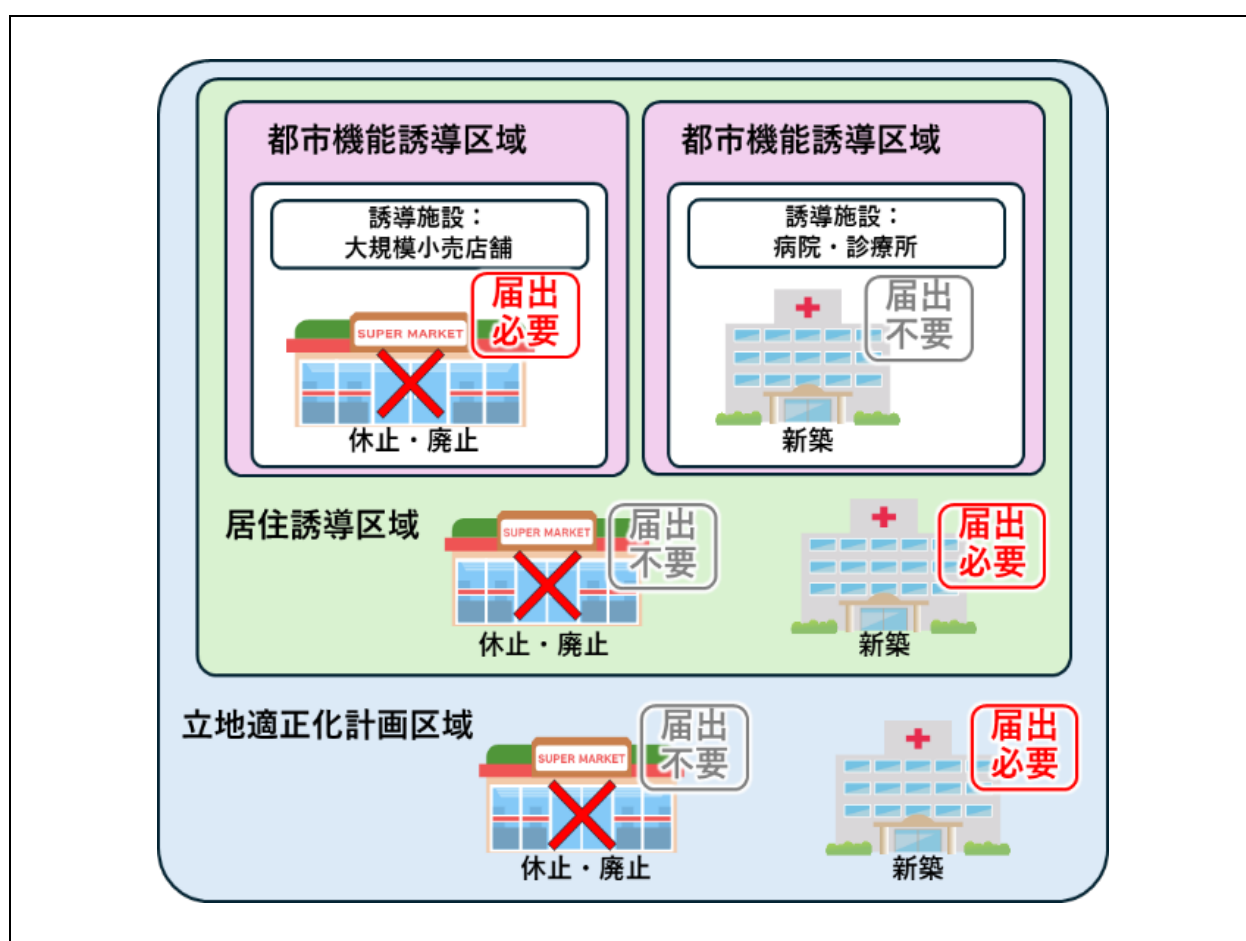 都市機能誘導区域
誘導施設：
大規模小売店舗
SUPER MARKET
届出
必要
休止・廃止
都市機能誘導区域
誘導施設：
病院・診療所
届出
不要
新築
居住誘導区域
SUPER MARKET
届出
不要
休止・廃止
届出
必要
新築
立地適正化計画区域
SUPER MARKET
届出
不要
休止・廃止
届出
必要
新築